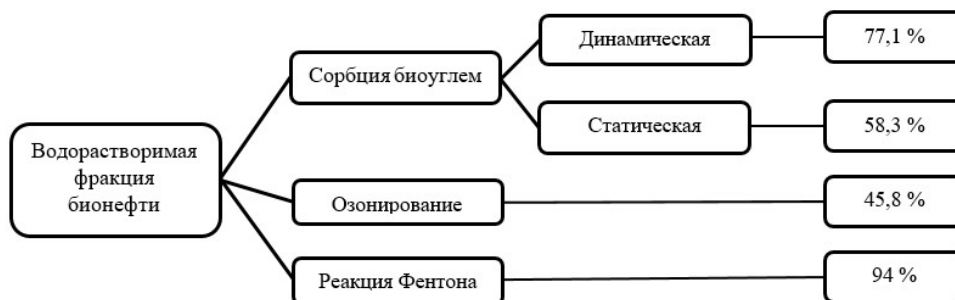 Водорастворимая
фракция
бионефти
Сорбция биоуглем
Динамическая
77,1 %
Статическая
58,3 %
Озонирование
45,8 %
Реакция Фентона
94 %